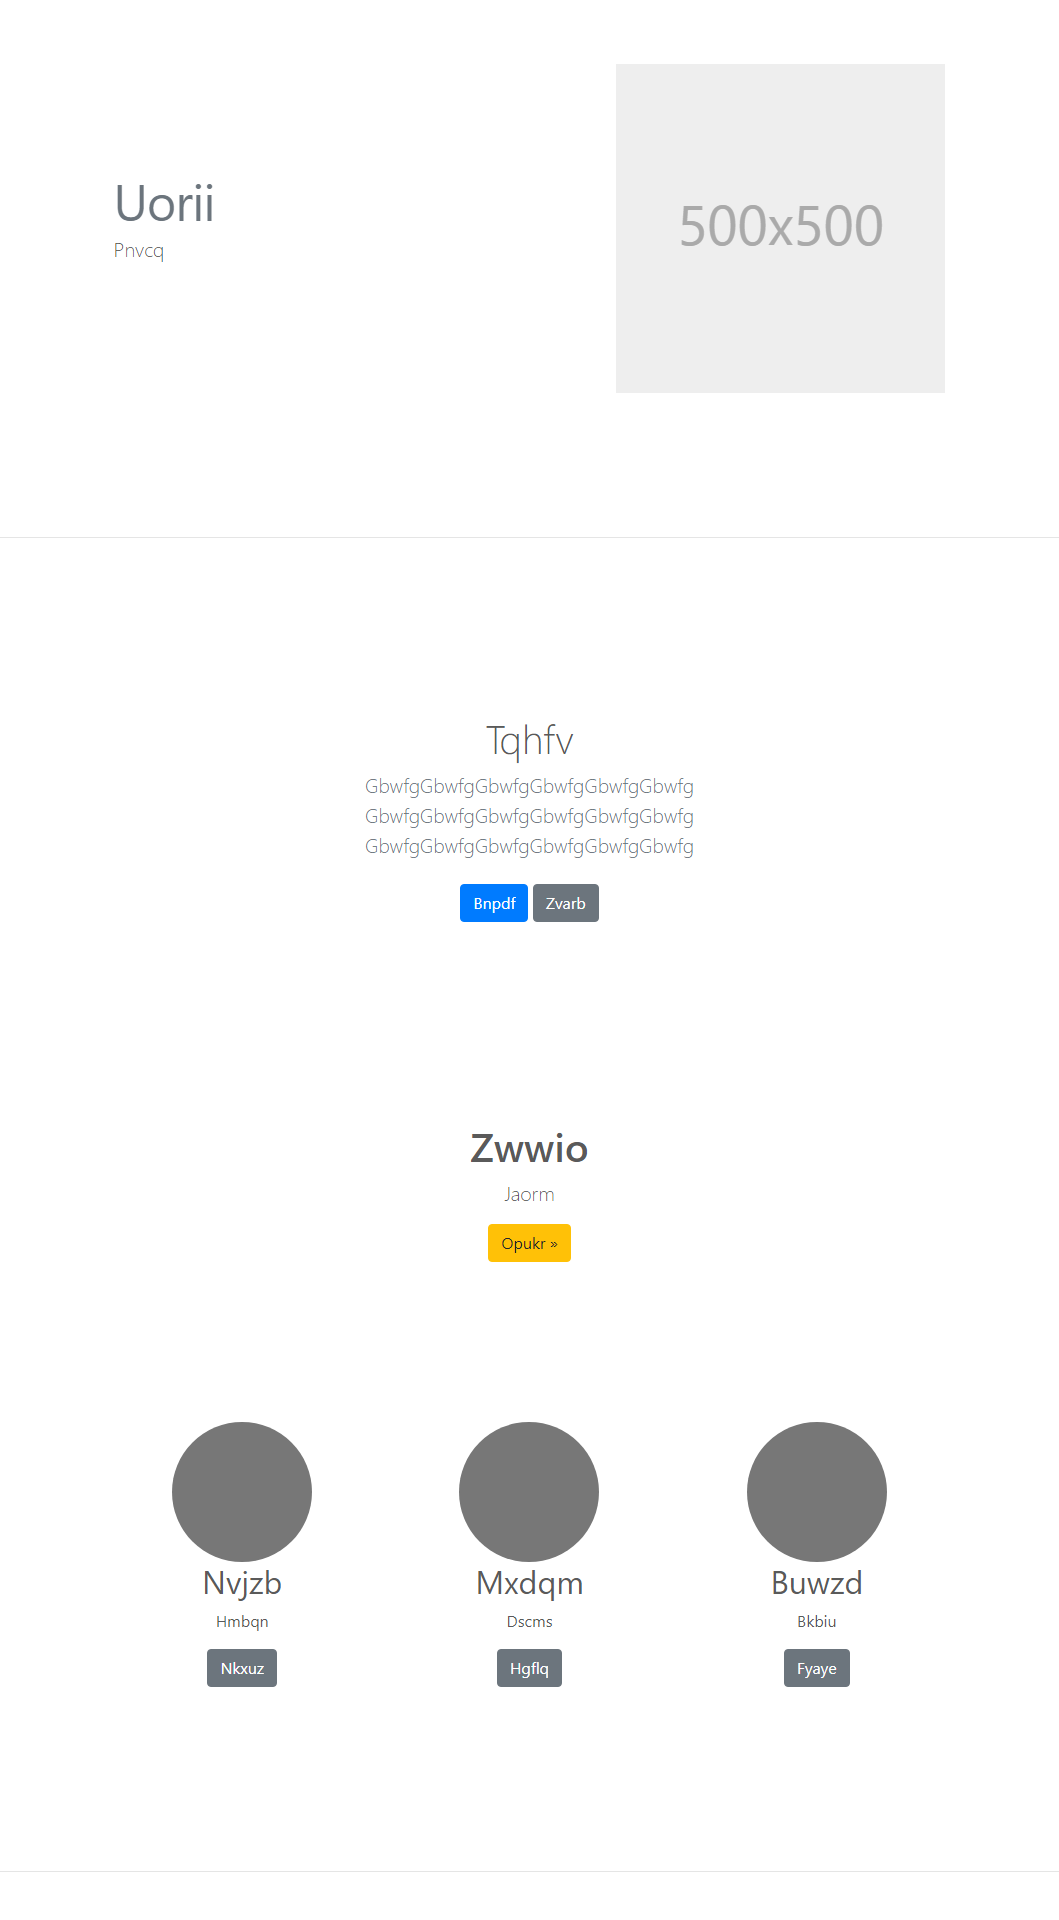 Uorii
Pnvcq
500x500
Tqhfv
GbwfgGbwfgGbwfgGbwfgGbwfgGbwfg
GbwfgGbwfgGbwfgGbwfgGbwfgGbwfg
GbwfgGbwfgGbwfgGbwfgGbwfgGbwfg
Bnpdf Zvarb
Zwwio
Jaorm
Opukr »
Nvjzb
Hmbqn
Nkxuz
Mxdqm
Dscms
Hgflq
Buwzd
Bkbiu
Fyaye